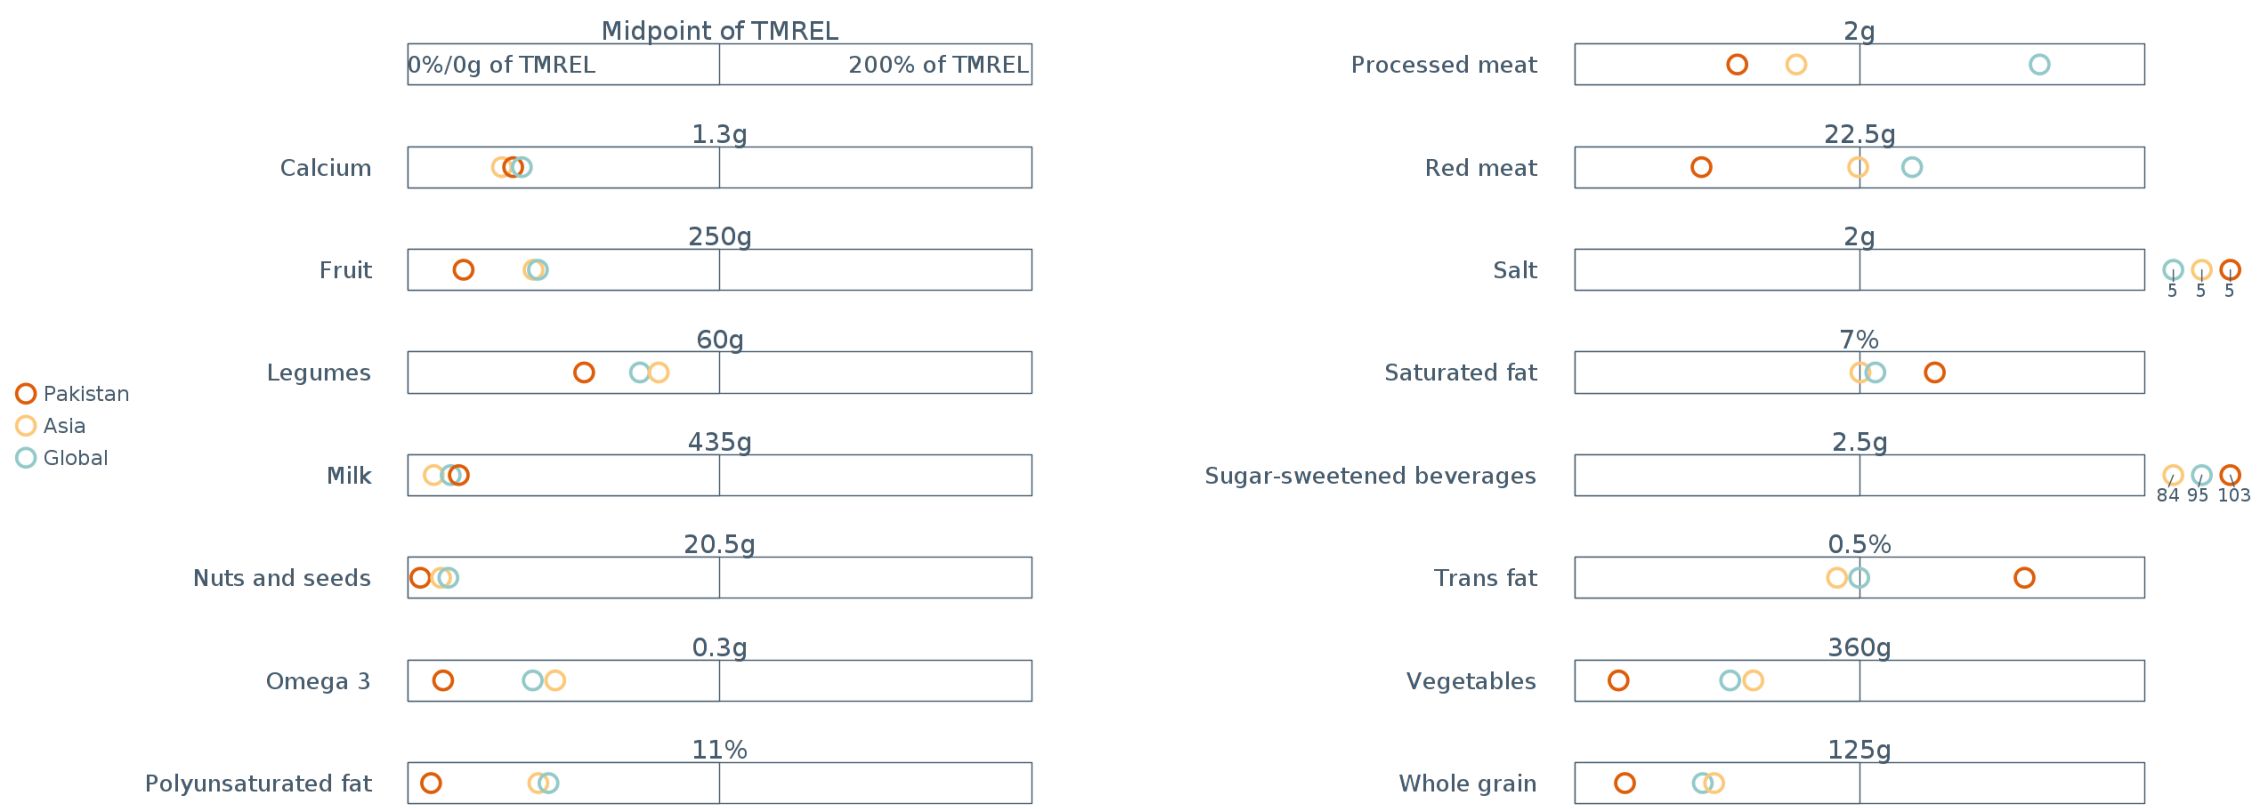 Midpoint of TMREL
0%/0g of TMREL 200% of TMREL
1.3g
Calcium
250g
Fruit
60g
Legumes
435g
Milk
20.5g
Nuts and seeds
0.3g
Omega 3
11%
Polyunsaturated fat
Pakistan
Asia
Global
2g
Processed meat
22.5g
Red meat
2g
Salt
5 5 5
7%
Saturated fat
2.5g
Sugar-sweetened beverages
84 95 103
0.5%
Trans fat
360g
Vegetables
125g
Whole grain